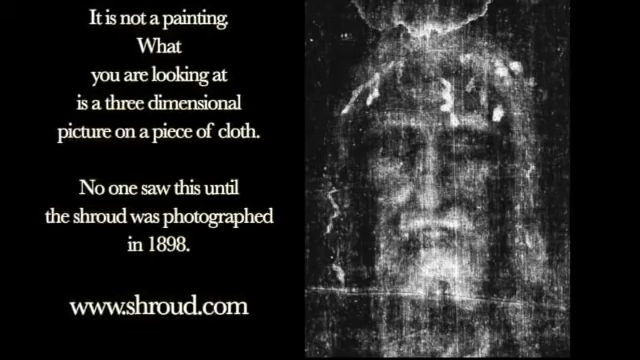 It is not a painting.
What
you are looking at
is a three dimensional
picture on a piece of cloth.
No one saw this until
the shroud was photographed
in 1898.
www.shroud.com